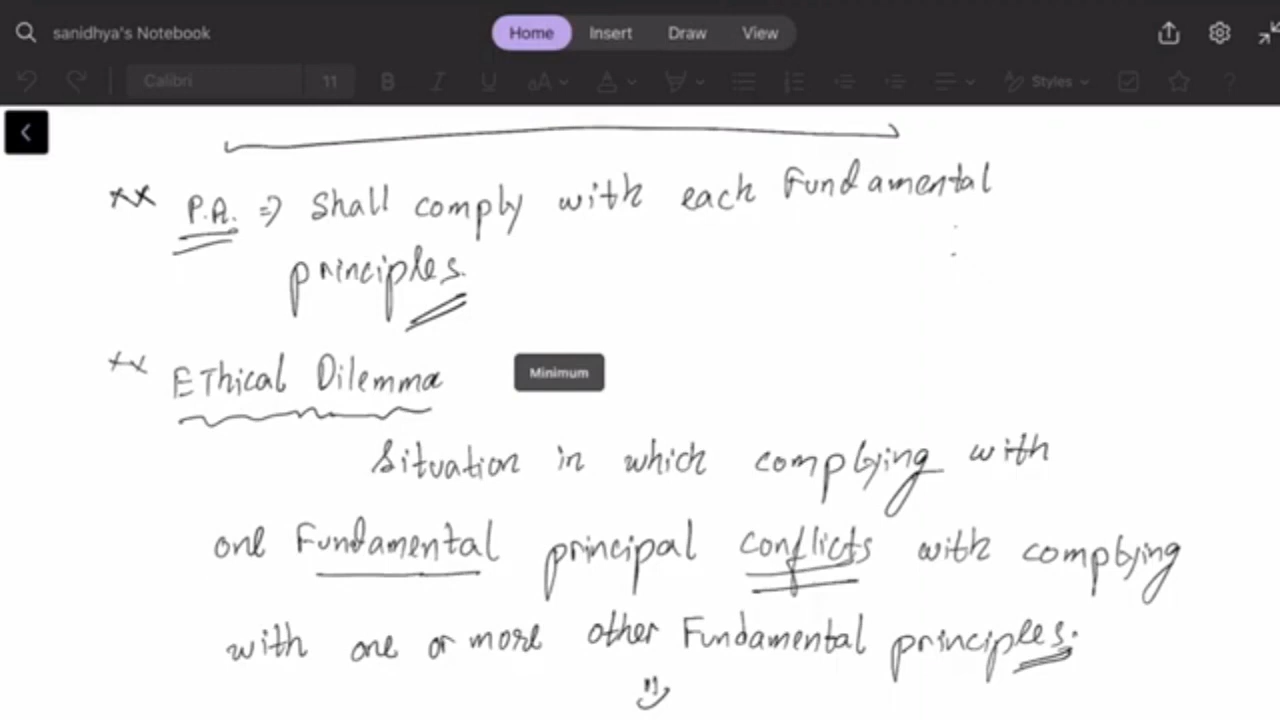 sanidhya's Notebook Home Insert Draw View
Calibri 11 B I U aA A Styles ?
P.A. ⇒ Shall comply with each Fundamental
principles.
Ethical Dilemma
Minimum
Situation in which complying with
one Fundamental principal conflicts with complying
with one or more other Fundamental principles.